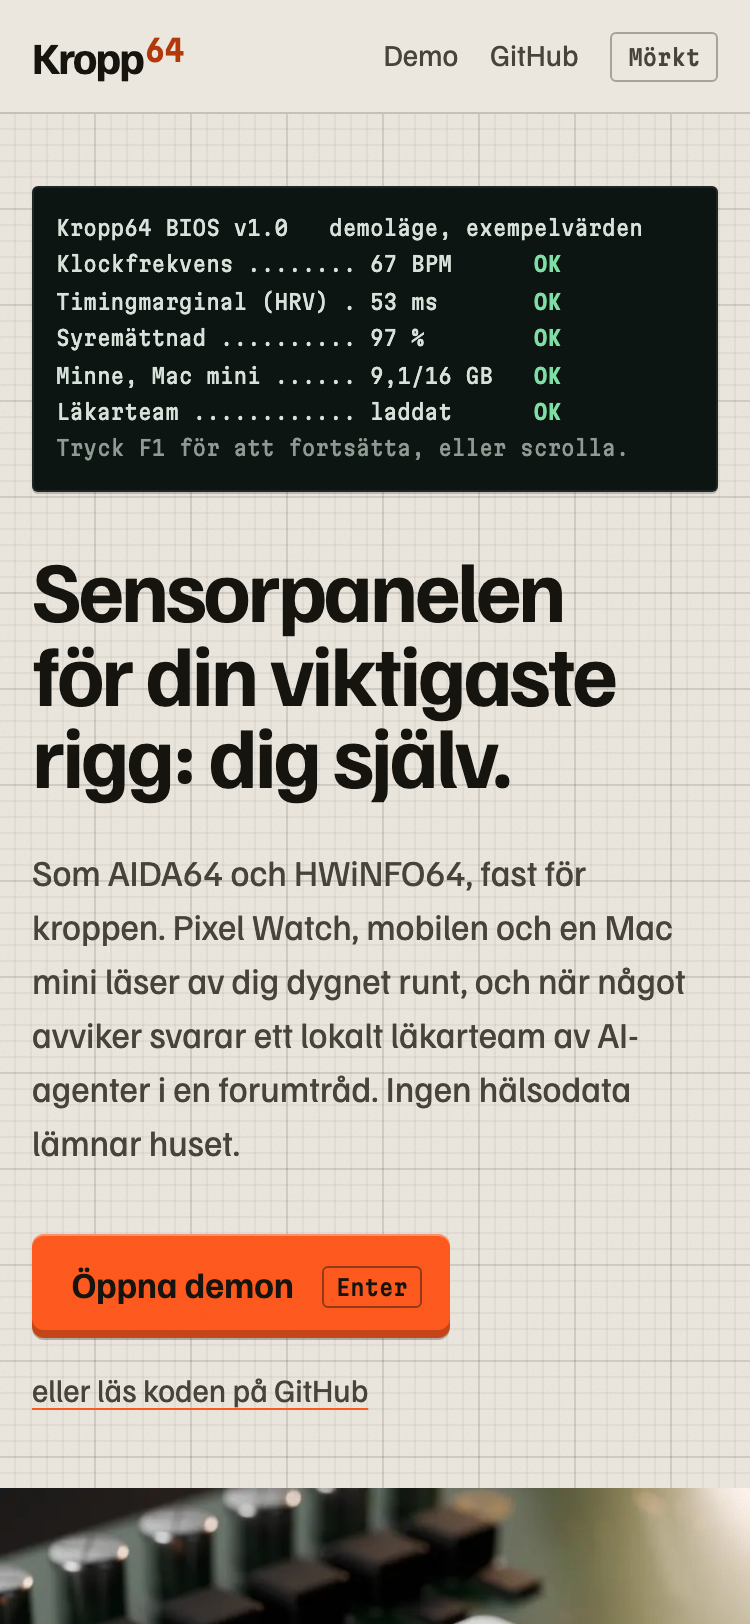 Kropp64
Demo GitHub Mörkt
Kropp64 BIOS v1.0 demoläge, exempelvärden
Klockfrekvens ........ 67 BPM OK
Timingmarginal (HRV) . 53 ms OK
Syremättnad .......... 97 % OK
Minne, Mac mini ...... 9,1/16 GB OK
Läkarteam ............ laddat OK
Tryck F1 för att fortsätta, eller scrolla.
Sensorpanelen
för din viktigaste
rigg: dig själv.
Som AIDA64 och HWiNFO64, fast för
kroppen. Pixel Watch, mobilen och en Mac
mini läser av dig dygnet runt, och när något
avviker svarar ett lokalt läkarteam av AI-
agenter i en forumtråd. Ingen hälsodata
lämnar huset.
Öppna demon Enter
eller läs koden på GitHub